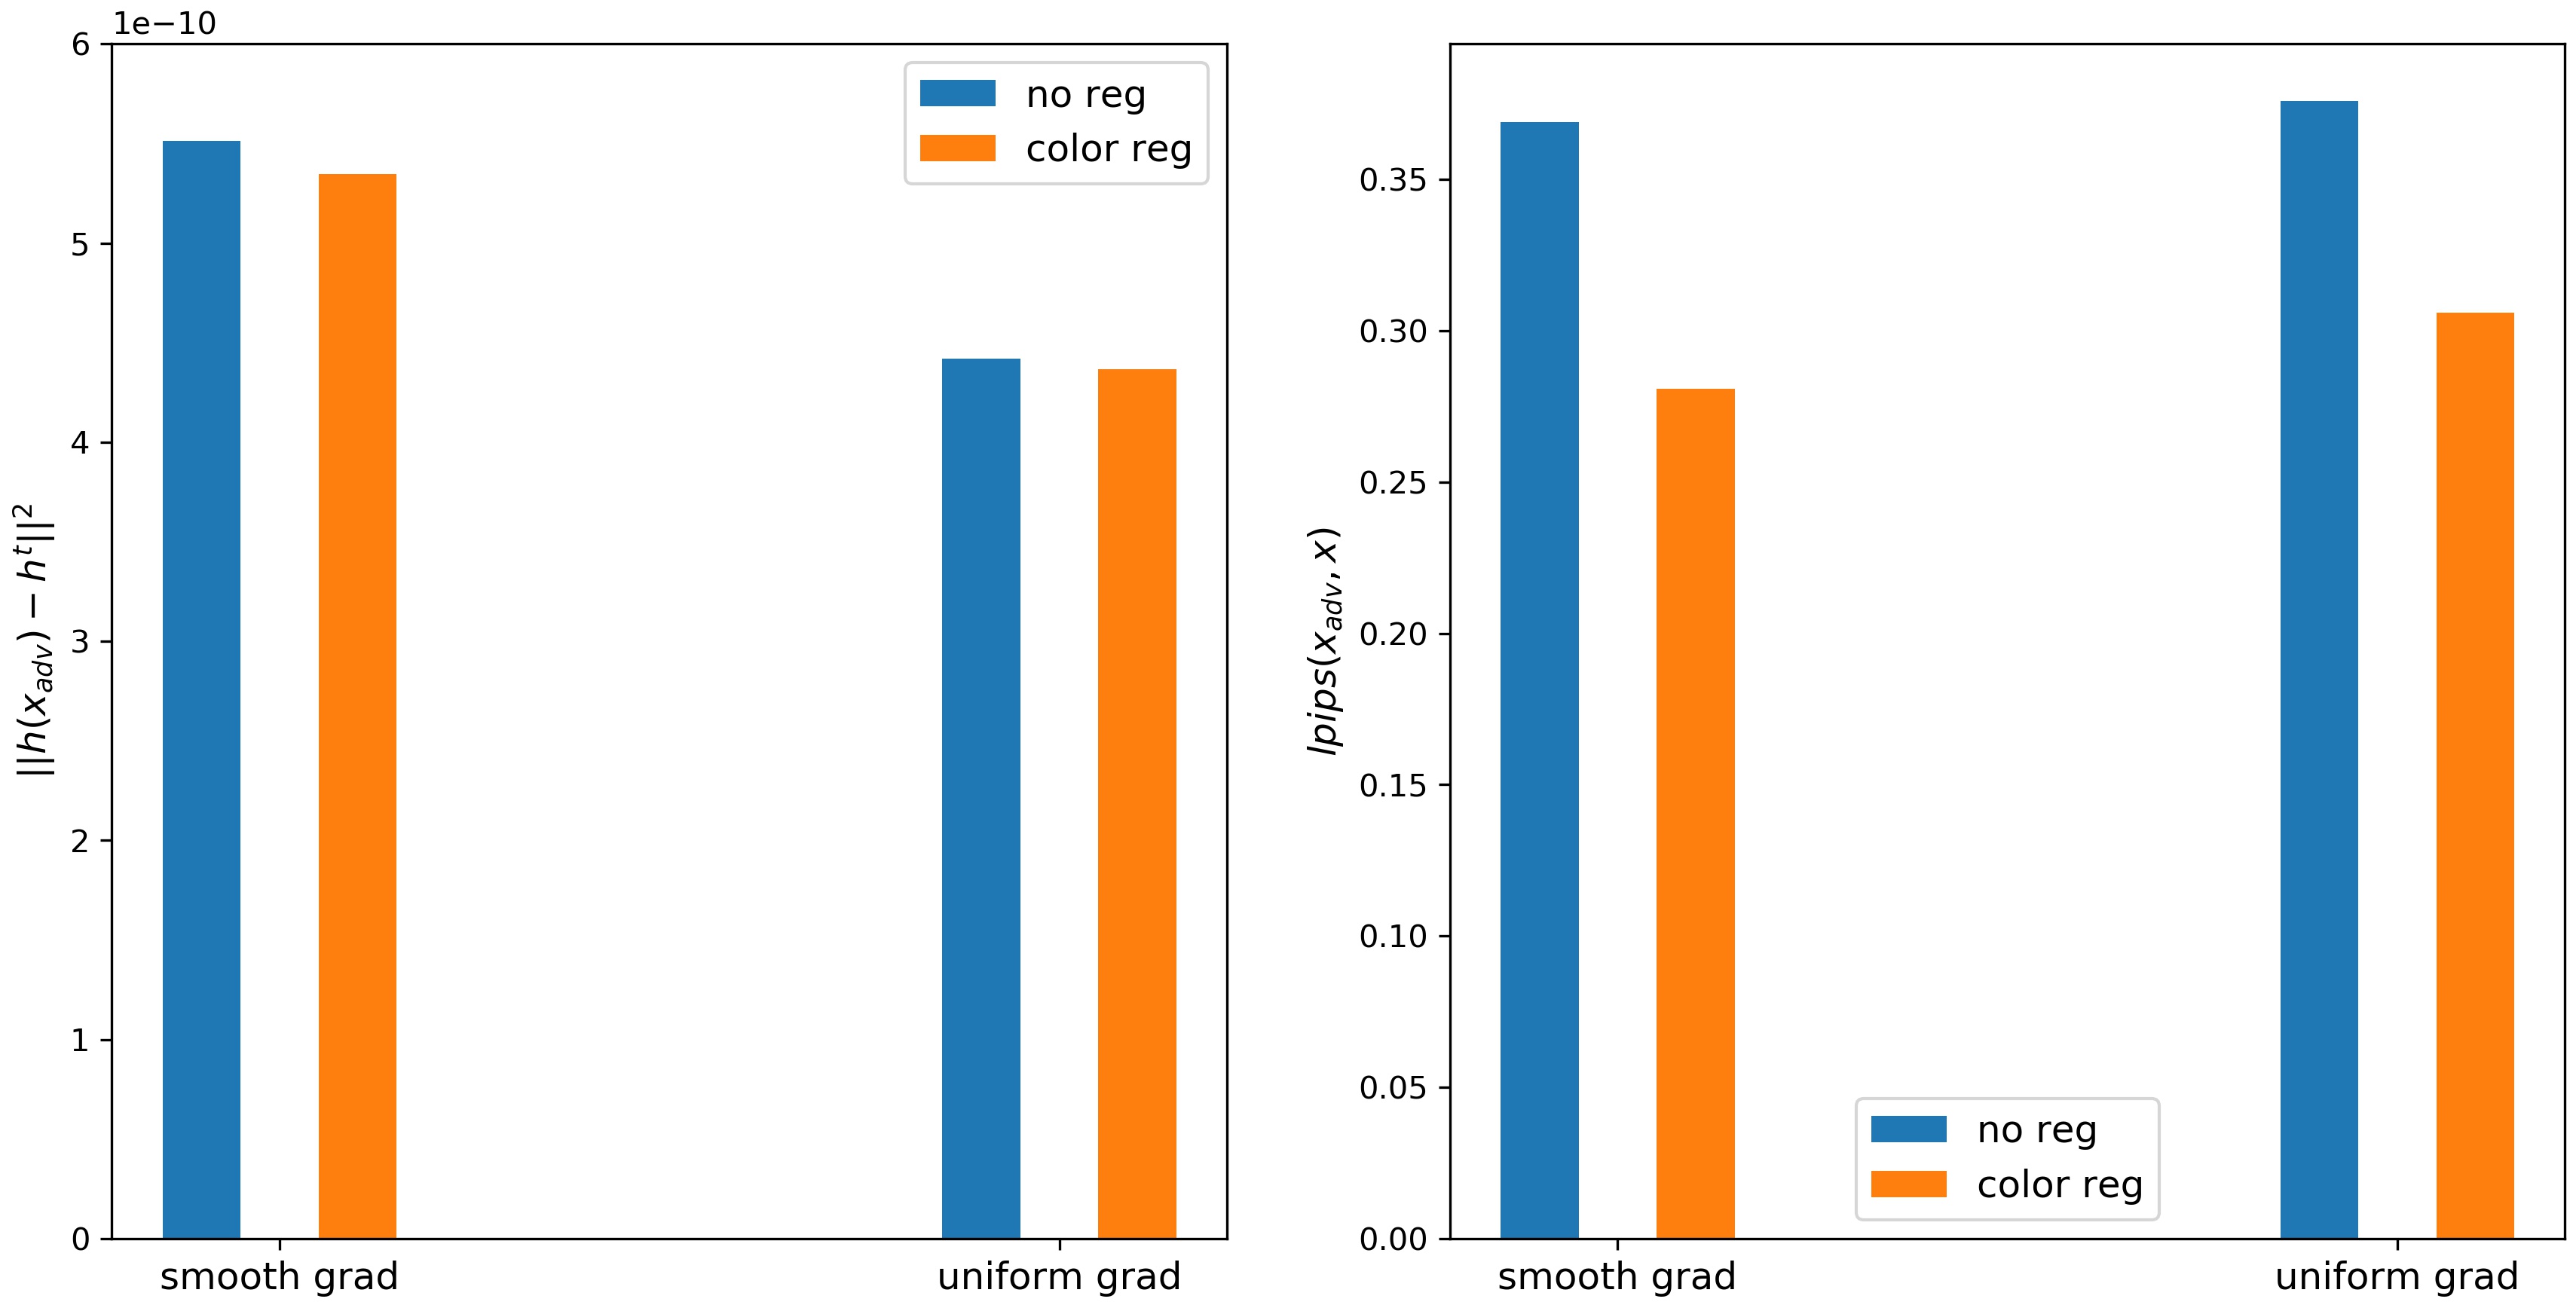 1e−10
6
5
4
3
2
1
0
||h(x_adv) − h^t||²
no reg
color reg
smooth grad
uniform grad
0.35
0.30
0.25
0.20
0.15
0.10
0.05
0.00
lpips(x_adv, x)
no reg
color reg
smooth grad
uniform grad